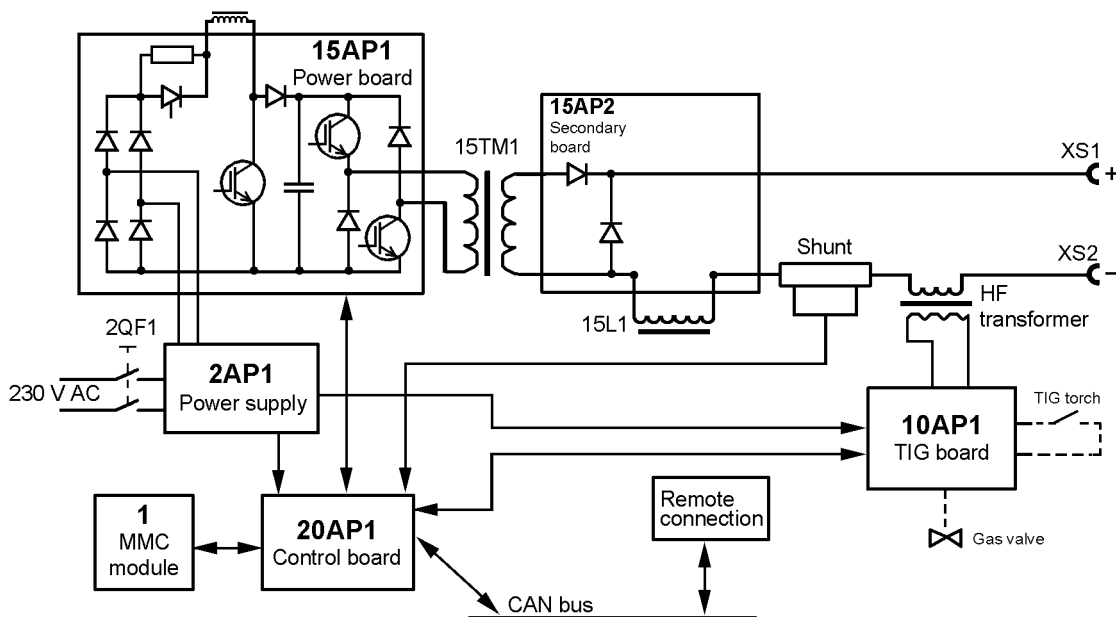 15AP1
Power board
15TM1
15AP2
Secondary
board
XS1
+
Shunt
XS2
−
HF
transformer
15L1
2QF1
230 V AC
2AP1
Power supply
10AP1
TIG board
TIG torch
1
MMC
module
20AP1
Control board
Remote
connection
Gas valve
CAN bus